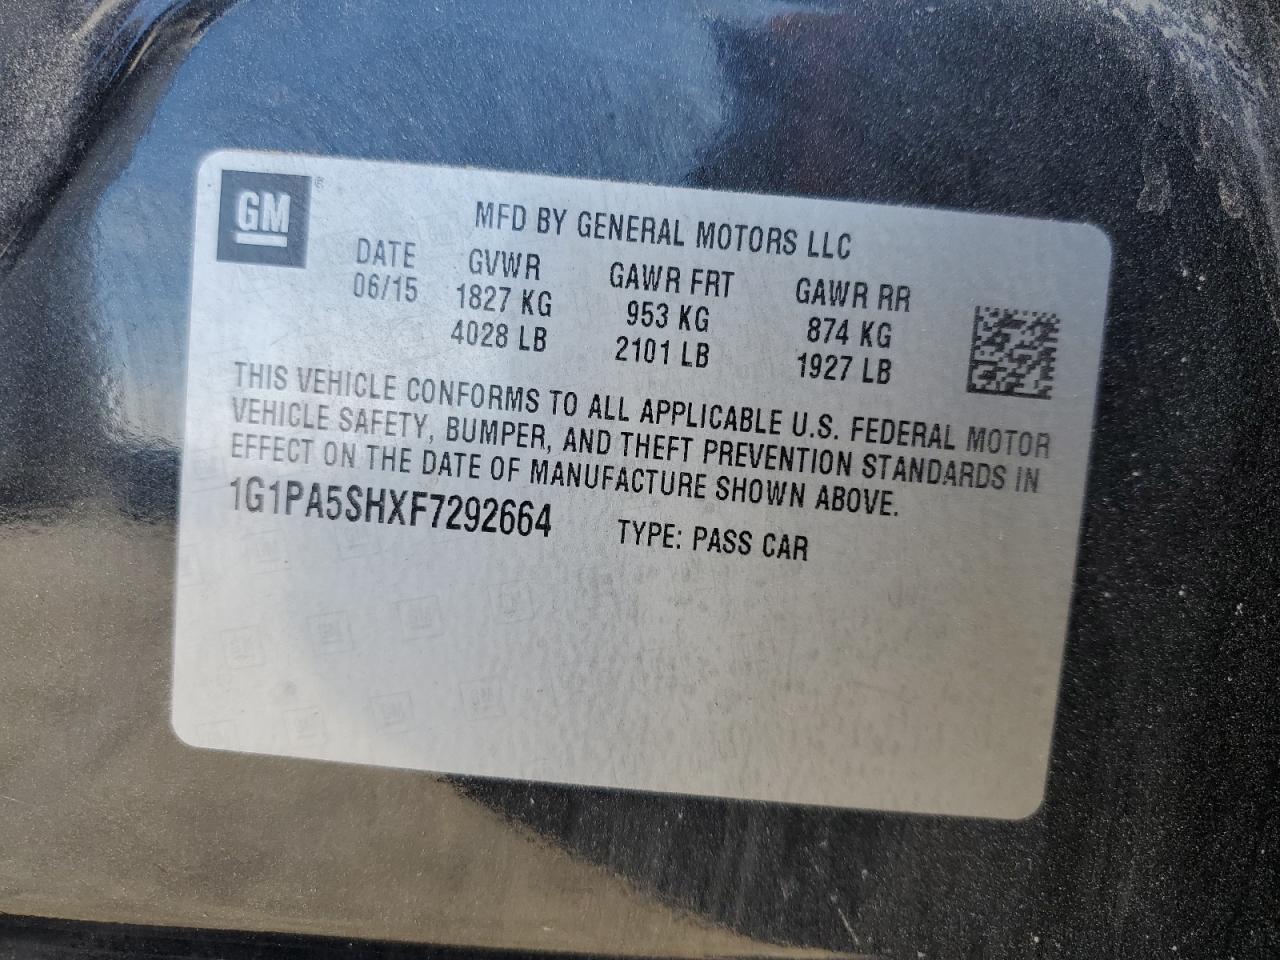 GM ®
MFD BY GENERAL MOTORS LLC
DATE GVWR GAWR FRT GAWR RR
06/15 1827 KG 953 KG 874 KG
4028 LB 2101 LB 1927 LB
THIS VEHICLE CONFORMS TO ALL APPLICABLE U.S. FEDERAL MOTOR
VEHICLE SAFETY, BUMPER, AND THEFT PREVENTION STANDARDS IN
EFFECT ON THE DATE OF MANUFACTURE SHOWN ABOVE.
1G1PA5SHXF7292664 TYPE: PASS CAR